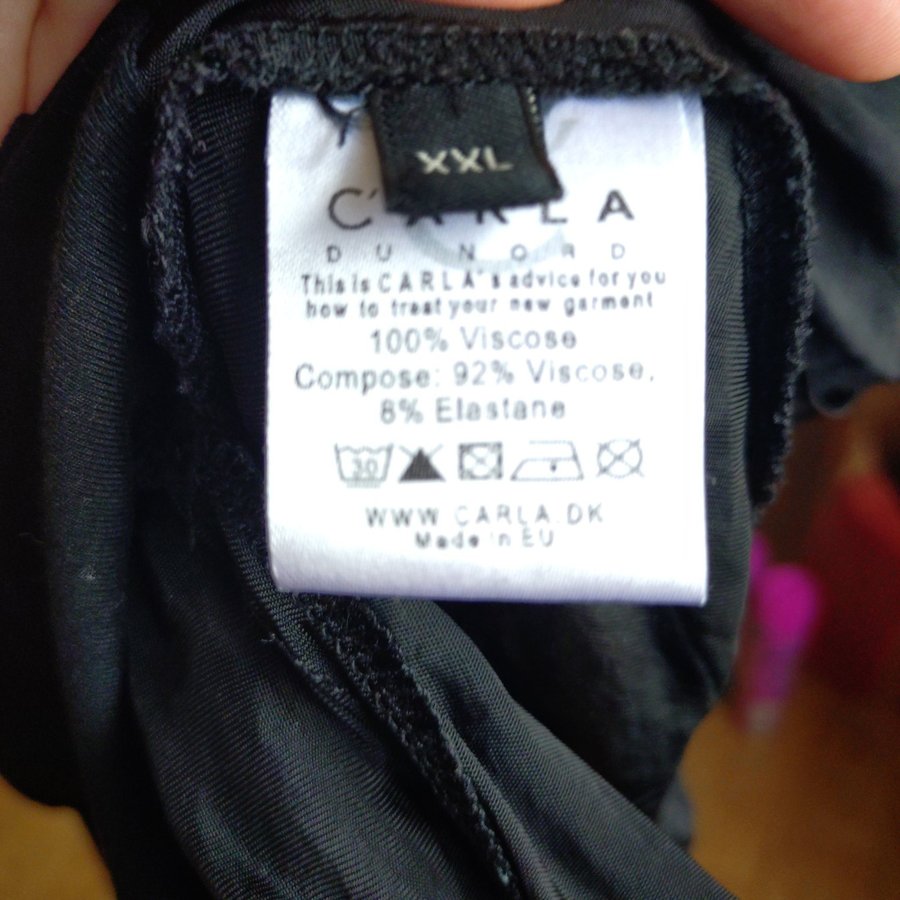 XXL
C'ARLA
DU NORD
This is CARLA's advice for you
how to treat your new garment
100% Viscose
Compose: 92% Viscose,
8% Elastane
30
WWW.CARLA.DK
Made in EU